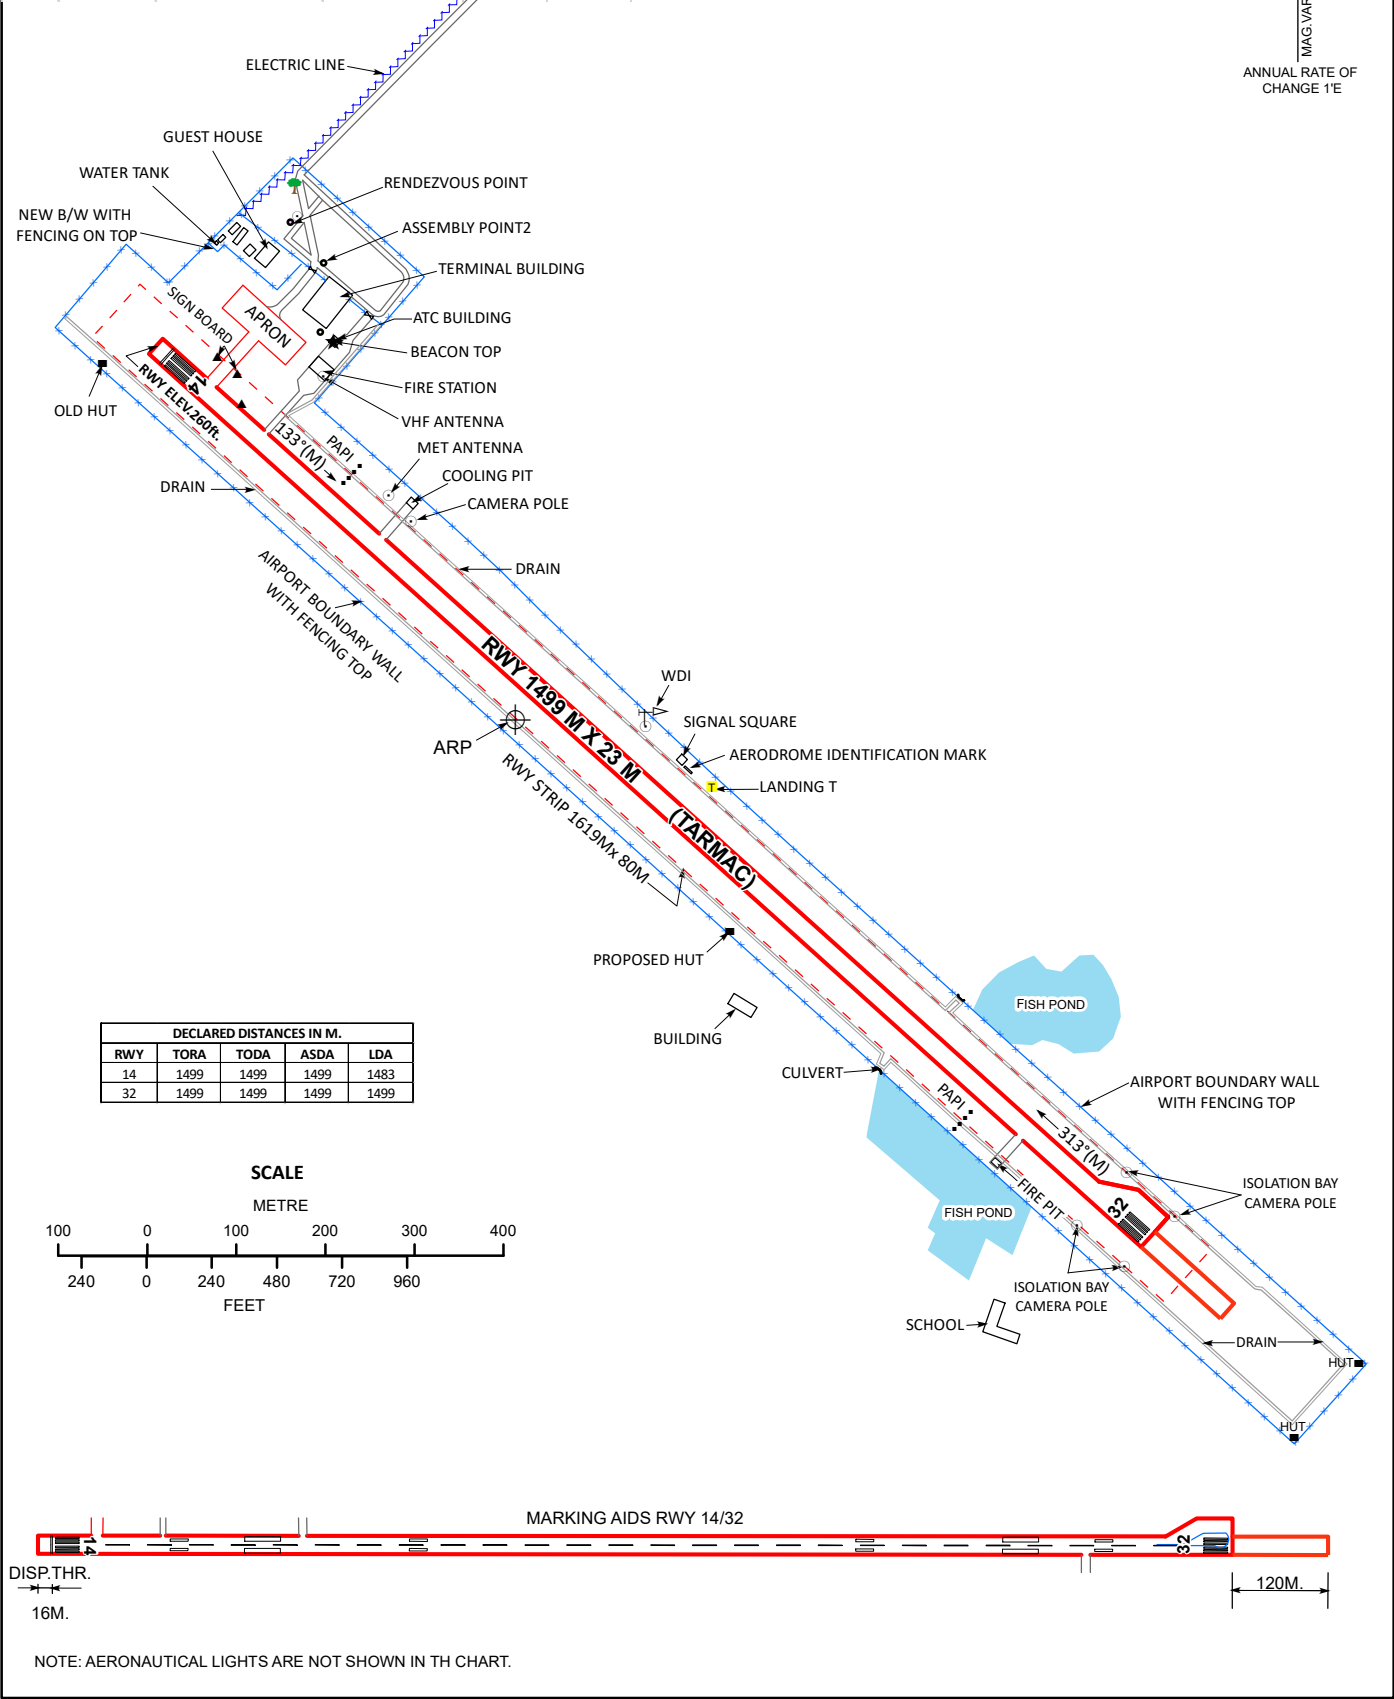 MAG.VAR
ANNUAL RATE OF
CHANGE 1'E
ELECTRIC LINE
GUEST HOUSE
WATER TANK
RENDEZVOUS POINT
NEW B/W WITH
FENCING ON TOP
ASSEMBLY POINT2
TERMINAL BUILDING
SIGN BOARD
APRON
ATC BUILDING
BEACON TOP
14
RWY ELEV.260ft.
FIRE STATION
OLD HUT
VHF ANTENNA
133°(M)
PAPI
MET ANTENNA
COOLING PIT
DRAIN
CAMERA POLE
DRAIN
AIRPORT BOUNDARY WALL
WITH FENCING TOP
RWY 1499 M X 23 M
(TARMAC)
WDI
SIGNAL SQUARE
ARP
AERODROME IDENTIFICATION MARK
T
LANDING T
RWY STRIP 1619Mx 80M
PROPOSED HUT
FISH POND
BUILDING
CULVERT
AIRPORT BOUNDARY WALL
WITH FENCING TOP
PAPI
313°(M)
DECLARED DISTANCES IN M.
RWY TORA TODA ASDA LDA
14 1499 1499 1499 1483
32 1499 1499 1499 1499
FIRE PIT
32
ISOLATION BAY
CAMERA POLE
FISH POND
SCALE
METRE
100 0 100 200 300 400
240 0 240 480 720 960
FEET
ISOLATION BAY
CAMERA POLE
SCHOOL
DRAIN
HUT
HUT
MARKING AIDS RWY 14/32
14
32
DISP.THR.
16M.
120M.
NOTE: AERONAUTICAL LIGHTS ARE NOT SHOWN IN TH CHART.